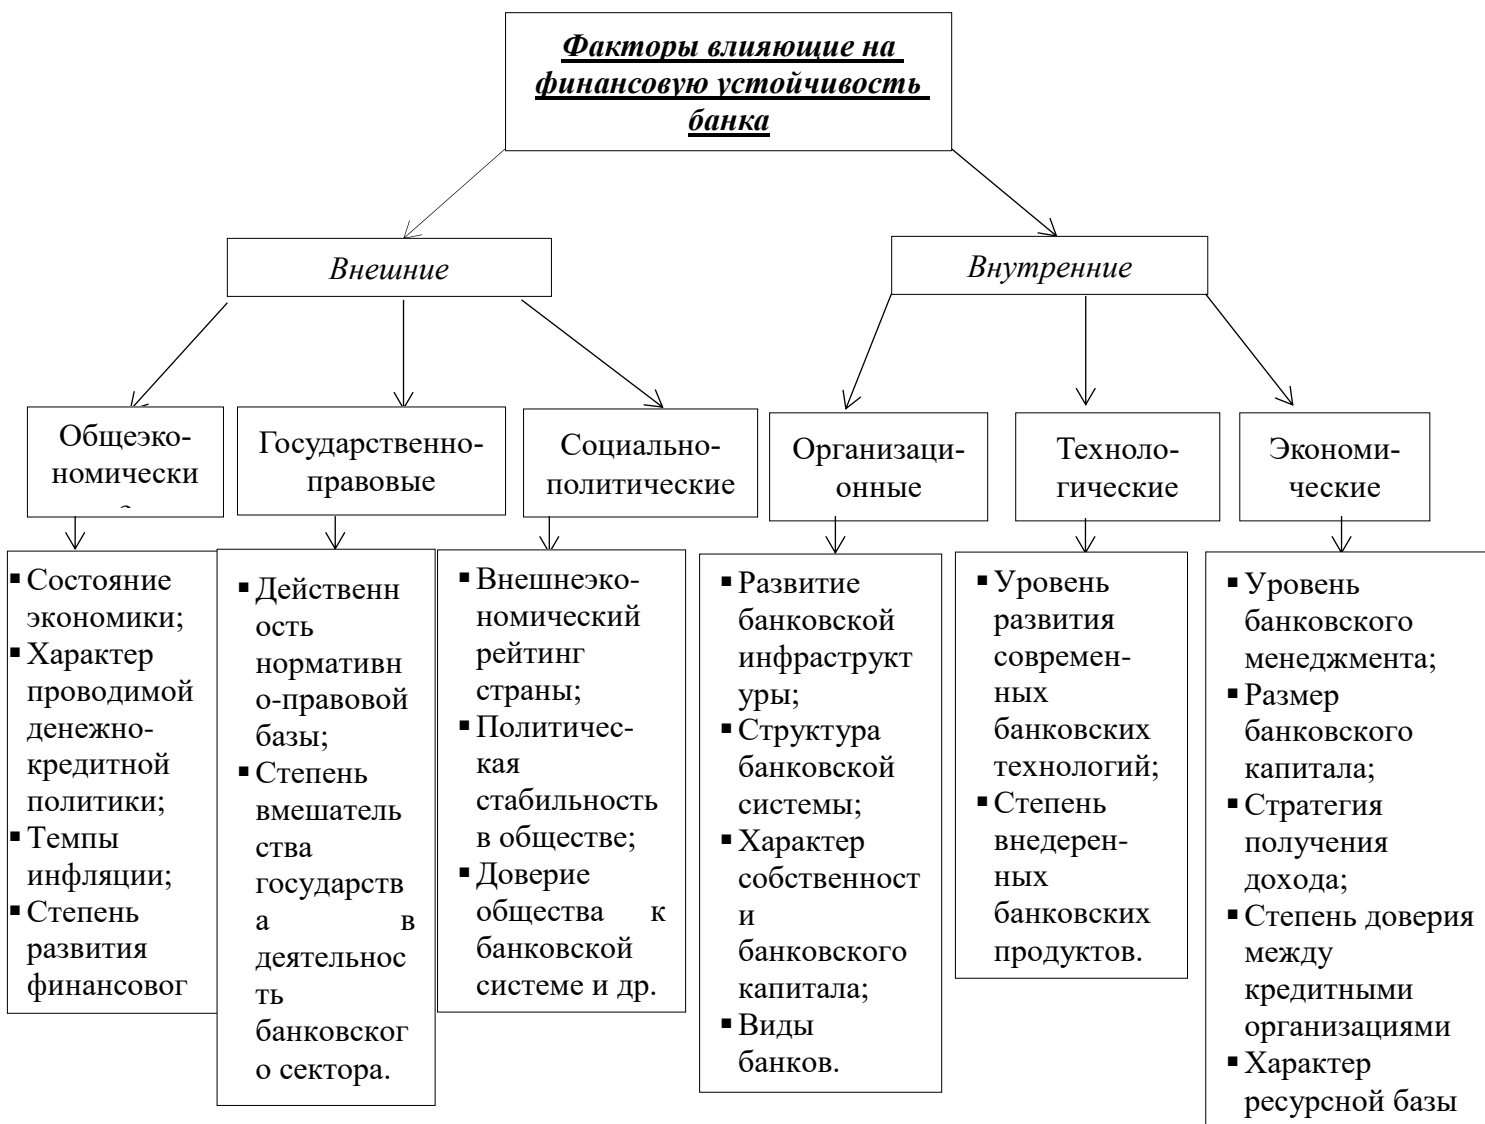 Факторы влияющие на
финансовую устойчивость
банка
Внешние
Внутренние
Общеэко-
номически
Государственно-
правовые
Социально-
политические
Организаци-
онные
Техноло-
гические
Экономи-
ческие
▪ Состояние
экономики;
▪ Характер
проводимой
денежно-
кредитной
политики;
▪ Темпы
инфляции;
▪ Степень
развития
финансовог
▪ Действенн
ость
нормативн
о-правовой
базы;
▪ Степень
вмешатель
ства
государств
а в
деятельнос
ть
банковског
о сектора.
▪ Внешнеэко-
номический
рейтинг
страны;
▪ Политичес-
кая
стабильность
в обществе;
▪ Доверие
общества к
банковской
системе и др.
▪ Развитие
банковской
инфраструкт
уры;
▪ Структура
банковской
системы;
▪ Характер
собственност
и
банковского
капитала;
▪ Виды
банков.
▪ Уровень
развития
современ-
ных
банковских
технологий;
▪ Степень
внедерен-
ных
банковских
продуктов.
▪ Уровень
банковского
менеджмента;
▪ Размер
банковского
капитала;
▪ Стратегия
получения
дохода;
▪ Степень доверия
между
кредитными
организациями
▪ Характер
ресурсной базы